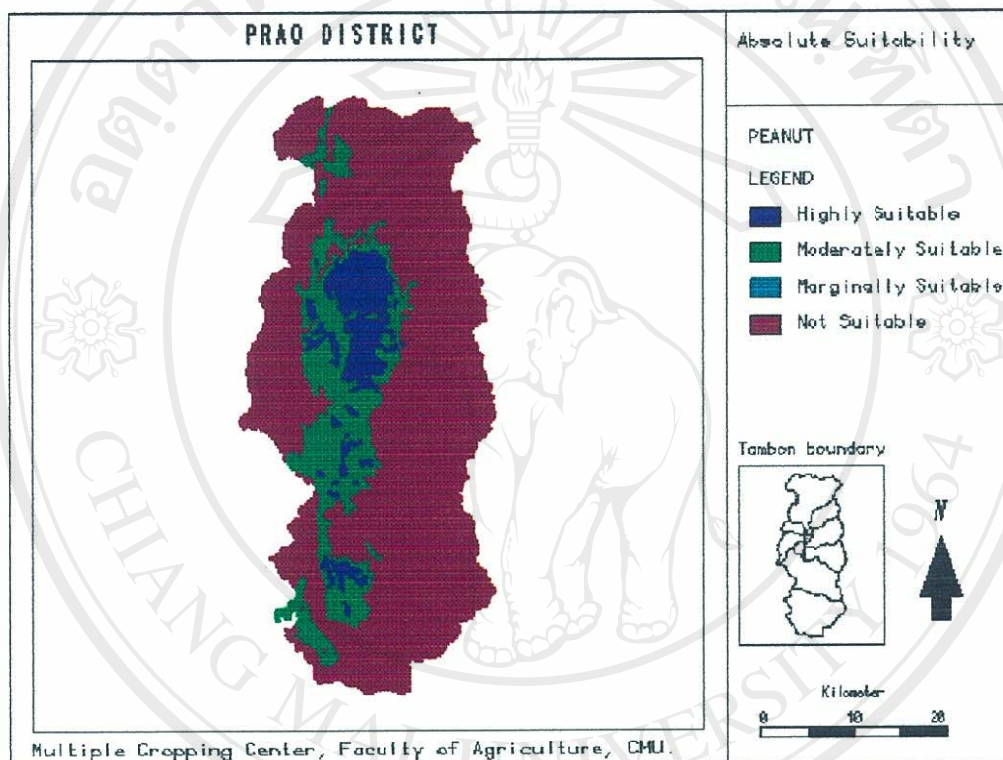 PRAO DISTRICT
Absolute Suitability
PEANUT
LEGEND
Highly Suitable
Moderately Suitable
Marginally Suitable
Not Suitable
Tambon boundary
N
Kilometer
0 10 20
Multiple Cropping Center, Faculty of Agriculture, CMU.
CHIANG MAI UNIVERSITY 1964